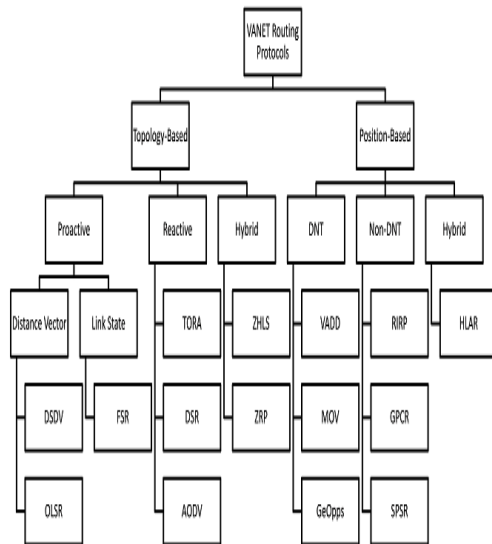 VANET Routing
Protocols
Topology-Based
Position-Based
Proactive
Reactive
Hybrid
DNT
Non-DNT
Hybrid
Distance Vector
Link State
TORA
ZHLS
VADD
RIRP
HLAR
DSDV
FSR
DSR
ZRP
MOV
GPCR
OLSR
AODV
GeOpps
SPSR